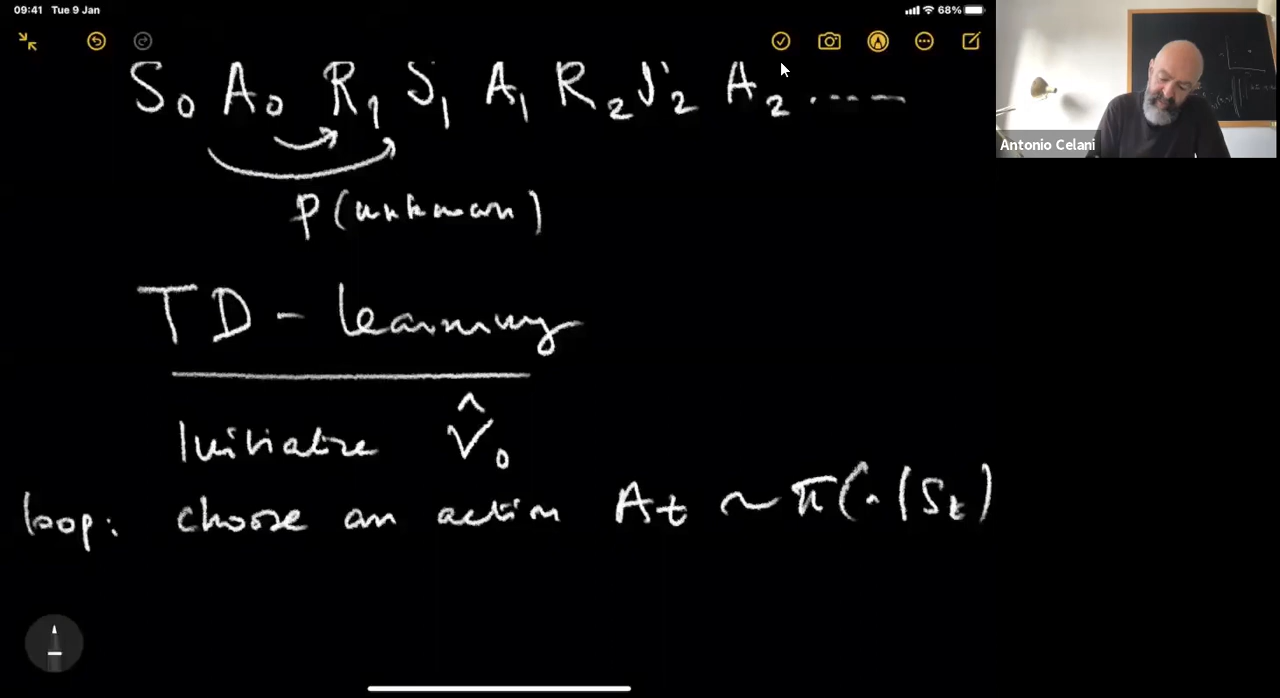 09:41 Tue 9 Jan 68%
S₀ A₀ R₁ S₁ A₁ R₂ S₂ A₂ .....
p (unknown)
TD - learning
Initialize V̂₀
loop: choose an action Aₜ ~ π(·|Sₜ)
Antonio Celani